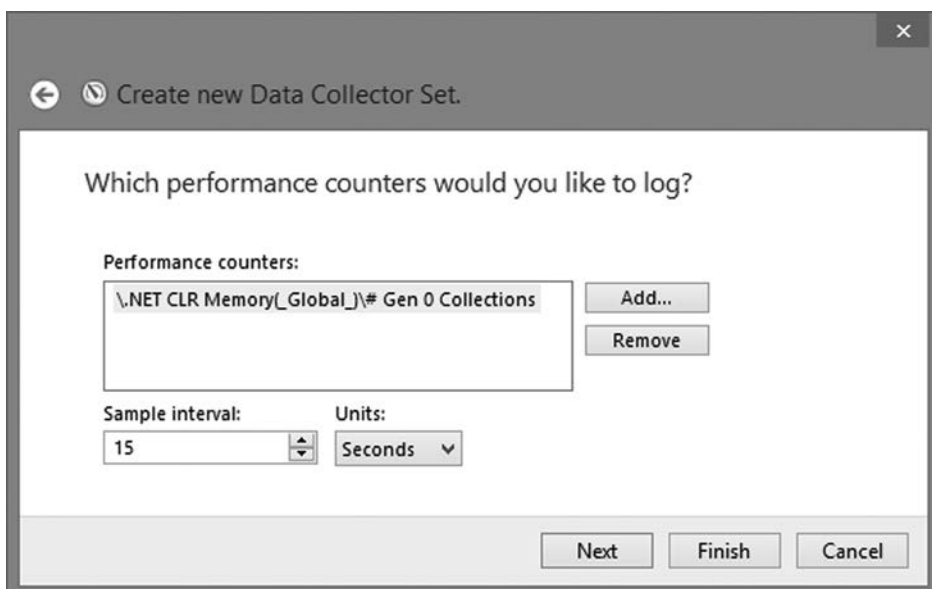 Create new Data Collector Set.
Which performance counters would you like to log?
Performance counters:
\.NET CLR Memory(_Global_)\# Gen 0 Collections
Add...
Remove
Sample interval:
Units:
15
Seconds
Next
Finish
Cancel